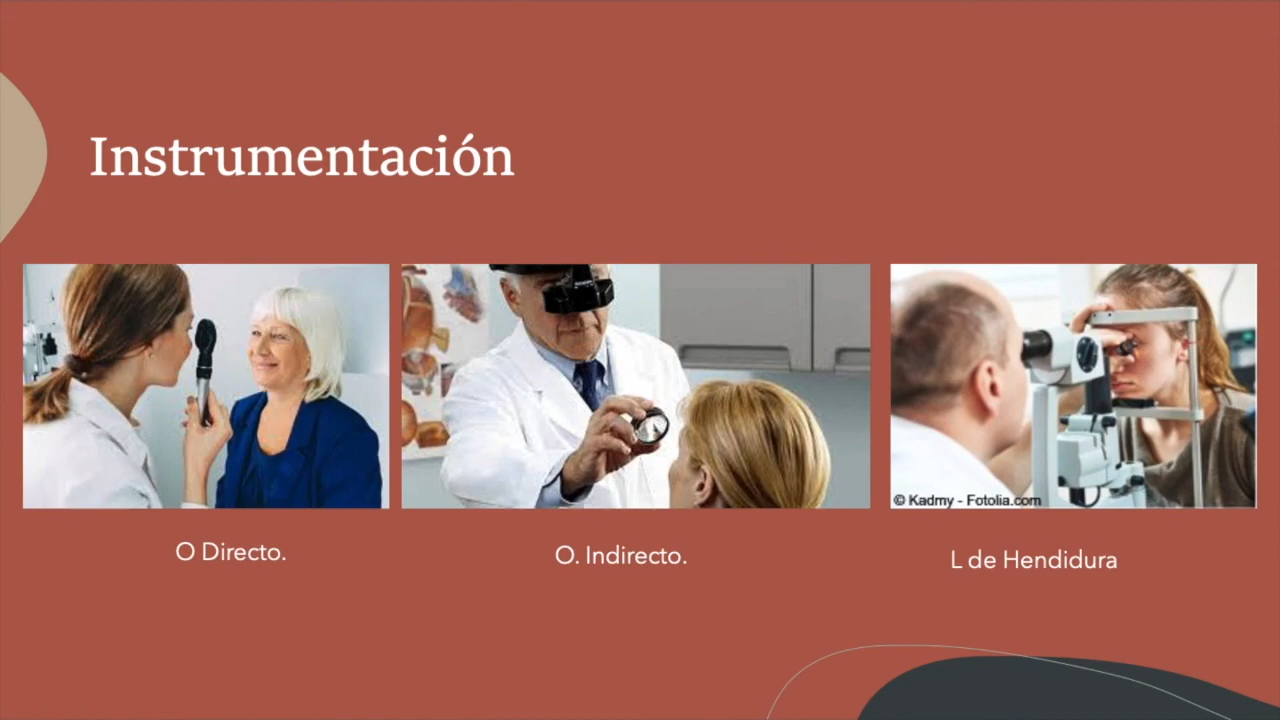 Instrumentación
© Kadmy - Fotolia.com
O Directo.
O. Indirecto.
L de Hendidura